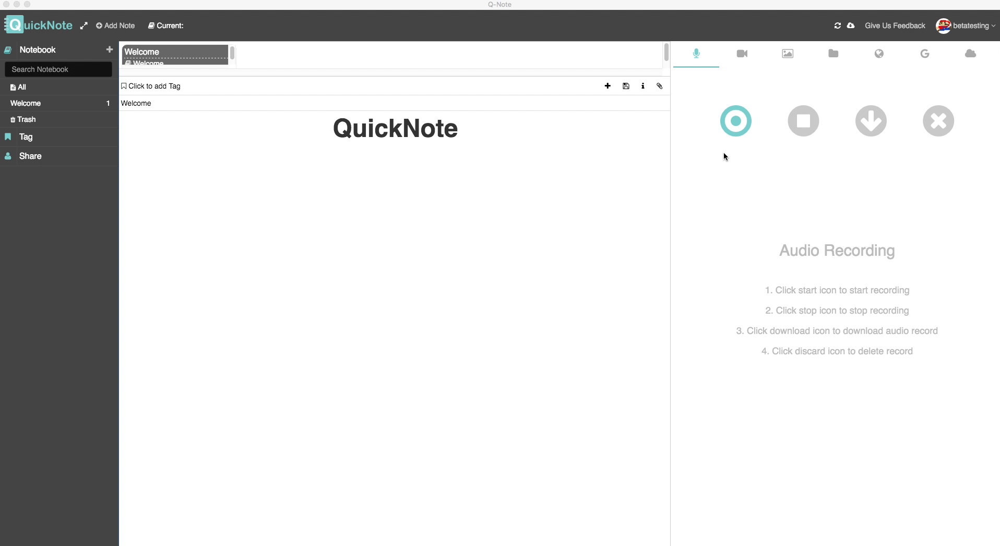 Q-Note
QuickNote
Add Note
Current:
Give Us Feedback
betatesting
Notebook
Search Notebook
All
Welcome 1
Trash
Tag
Share
Welcome
Welcome
Click to add Tag
Welcome
QuickNote
Audio Recording
1. Click start icon to start recording
2. Click stop icon to stop recording
3. Click download icon to download audio record
4. Click discard icon to delete record